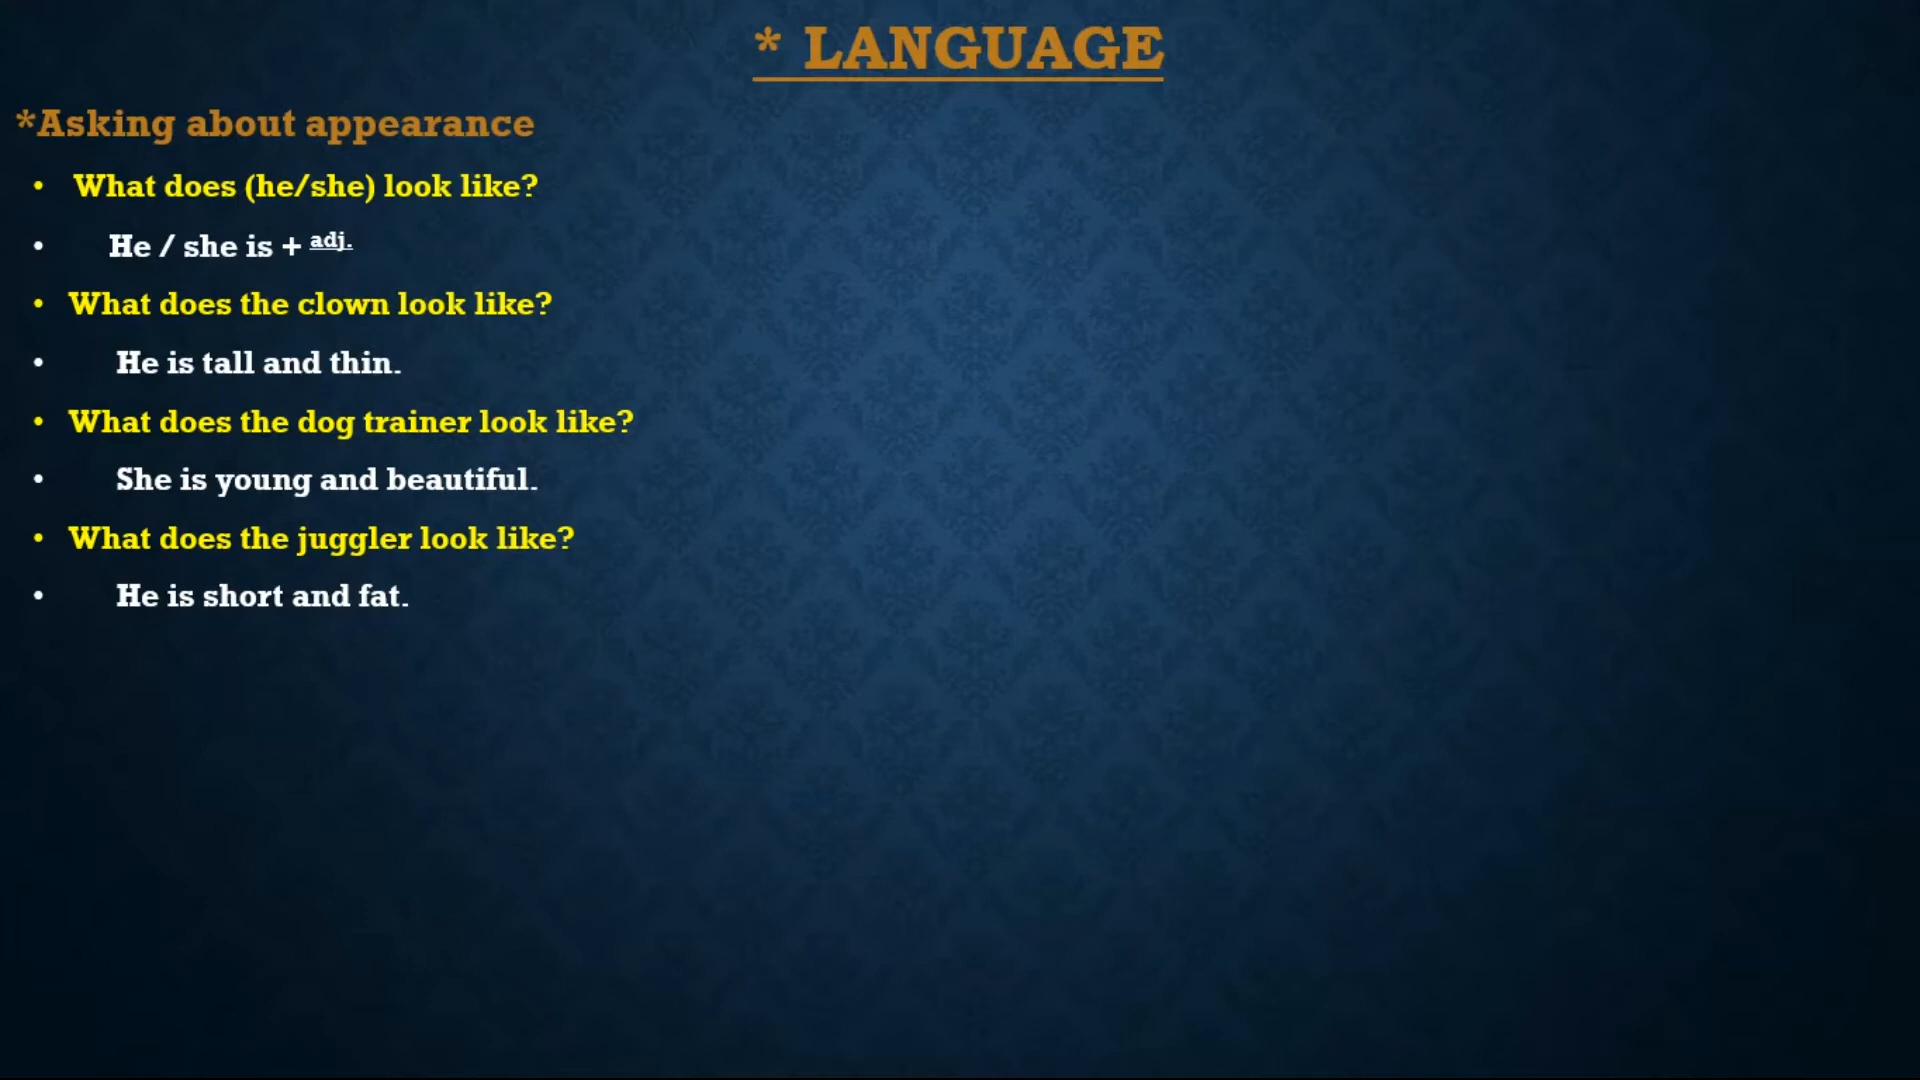 * LANGUAGE
*Asking about appearance
• What does (he/she) look like?
• He / she is + adj.
• What does the clown look like?
• He is tall and thin.
• What does the dog trainer look like?
• She is young and beautiful.
• What does the juggler look like?
• He is short and fat.